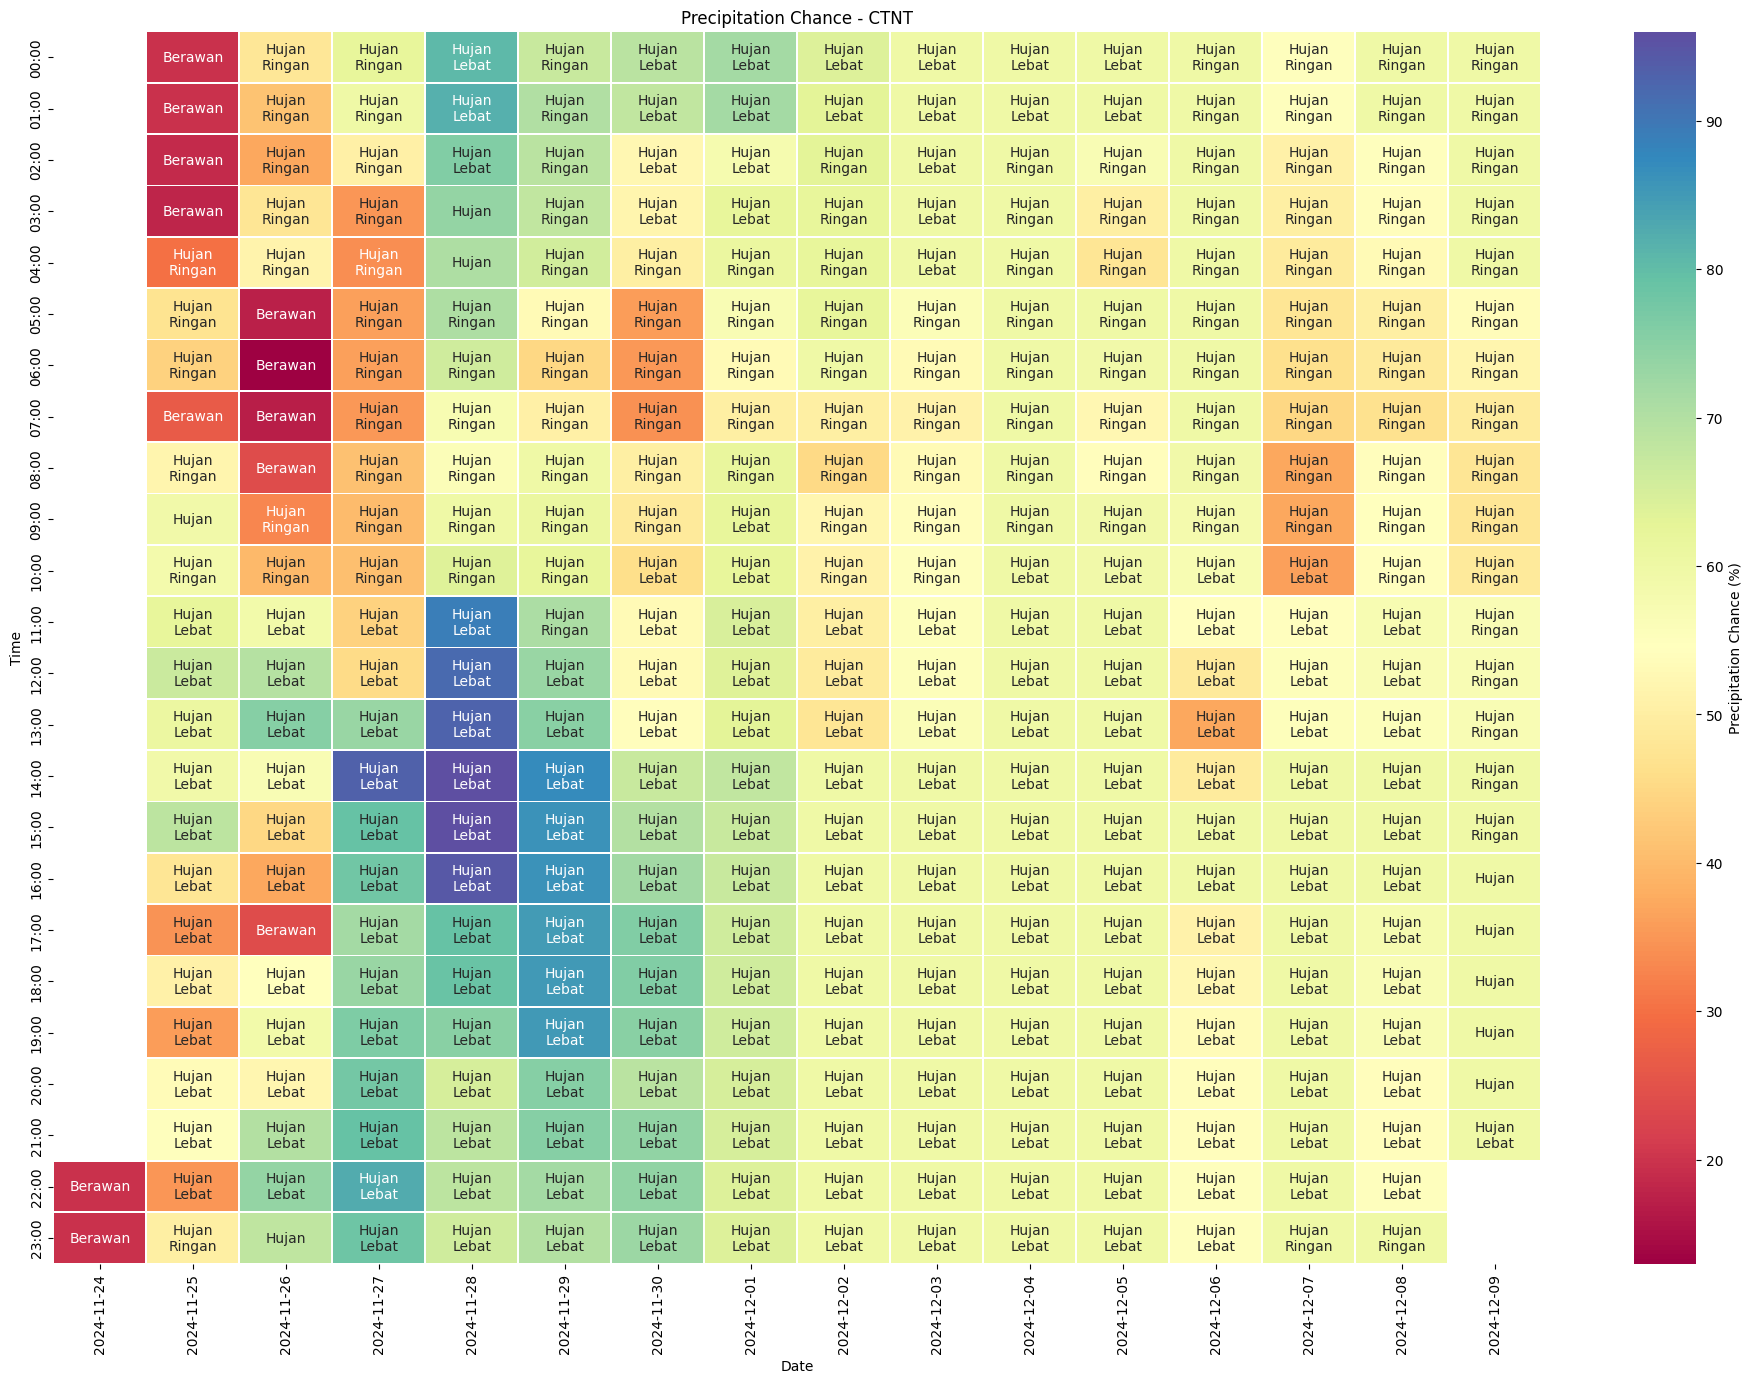 Precipitation Chance - CTNT
00:00 Berawan Hujan Ringan Hujan Ringan Hujan Lebat Hujan Ringan Hujan Lebat Hujan Lebat Hujan Lebat Hujan Lebat Hujan Lebat Hujan Lebat Hujan Ringan Hujan Ringan Hujan Ringan Hujan Ringan
01:00 Berawan Hujan Ringan Hujan Ringan Hujan Lebat Hujan Ringan Hujan Lebat Hujan Lebat Hujan Lebat Hujan Lebat Hujan Lebat Hujan Lebat Hujan Ringan Hujan Ringan Hujan Ringan Hujan Ringan
02:00 Berawan Hujan Ringan Hujan Ringan Hujan Lebat Hujan Ringan Hujan Lebat Hujan Lebat Hujan Ringan Hujan Lebat Hujan Ringan Hujan Ringan Hujan Ringan Hujan Ringan Hujan Ringan Hujan Ringan
03:00 Berawan Hujan Ringan Hujan Ringan Hujan Hujan Ringan Hujan Lebat Hujan Lebat Hujan Ringan Hujan Lebat Hujan Ringan Hujan Ringan Hujan Ringan Hujan Ringan Hujan Ringan Hujan Ringan
04:00 Hujan Ringan Hujan Ringan Hujan Ringan Hujan Hujan Ringan Hujan Ringan Hujan Ringan Hujan Ringan Hujan Lebat Hujan Ringan Hujan Ringan Hujan Ringan Hujan Ringan Hujan Ringan Hujan Ringan
05:00 Hujan Ringan Berawan Hujan Ringan Hujan Ringan Hujan Ringan Hujan Ringan Hujan Ringan Hujan Ringan Hujan Ringan Hujan Ringan Hujan Ringan Hujan Ringan Hujan Ringan Hujan Ringan Hujan Ringan
06:00 Hujan Ringan Berawan Hujan Ringan Hujan Ringan Hujan Ringan Hujan Ringan Hujan Ringan Hujan Ringan Hujan Ringan Hujan Ringan Hujan Ringan Hujan Ringan Hujan Ringan Hujan Ringan Hujan Ringan
07:00 Berawan Berawan Hujan Ringan Hujan Ringan Hujan Ringan Hujan Ringan Hujan Ringan Hujan Ringan Hujan Ringan Hujan Ringan Hujan Ringan Hujan Ringan Hujan Ringan Hujan Ringan Hujan Ringan
08:00 Hujan Ringan Berawan Hujan Ringan Hujan Ringan Hujan Ringan Hujan Ringan Hujan Ringan Hujan Ringan Hujan Ringan Hujan Ringan Hujan Ringan Hujan Ringan Hujan Ringan Hujan Ringan Hujan Ringan
09:00 Hujan Hujan Ringan Hujan Ringan Hujan Ringan Hujan Ringan Hujan Ringan Hujan Lebat Hujan Ringan Hujan Ringan Hujan Ringan Hujan Ringan Hujan Ringan Hujan Ringan Hujan Ringan Hujan Ringan
10:00 Hujan Ringan Hujan Ringan Hujan Ringan Hujan Ringan Hujan Ringan Hujan Lebat Hujan Lebat Hujan Ringan Hujan Ringan Hujan Lebat Hujan Lebat Hujan Lebat Hujan Lebat Hujan Ringan Hujan Ringan
11:00 Hujan Lebat Hujan Lebat Hujan Lebat Hujan Lebat Hujan Ringan Hujan Lebat Hujan Lebat Hujan Lebat Hujan Lebat Hujan Lebat Hujan Lebat Hujan Lebat Hujan Lebat Hujan Lebat Hujan Ringan
12:00 Hujan Lebat Hujan Lebat Hujan Lebat Hujan Lebat Hujan Lebat Hujan Lebat Hujan Lebat Hujan Lebat Hujan Lebat Hujan Lebat Hujan Lebat Hujan Lebat Hujan Lebat Hujan Lebat Hujan Ringan
13:00 Hujan Lebat Hujan Lebat Hujan Lebat Hujan Lebat Hujan Lebat Hujan Lebat Hujan Lebat Hujan Lebat Hujan Lebat Hujan Lebat Hujan Lebat Hujan Lebat Hujan Lebat Hujan Lebat Hujan Ringan
14:00 Hujan Lebat Hujan Lebat Hujan Lebat Hujan Lebat Hujan Lebat Hujan Lebat Hujan Lebat Hujan Lebat Hujan Lebat Hujan Lebat Hujan Lebat Hujan Lebat Hujan Lebat Hujan Lebat Hujan Ringan
15:00 Hujan Lebat Hujan Lebat Hujan Lebat Hujan Lebat Hujan Lebat Hujan Lebat Hujan Lebat Hujan Lebat Hujan Lebat Hujan Lebat Hujan Lebat Hujan Lebat Hujan Lebat Hujan Lebat Hujan Ringan
16:00 Hujan Lebat Hujan Lebat Hujan Lebat Hujan Lebat Hujan Lebat Hujan Lebat Hujan Lebat Hujan Lebat Hujan Lebat Hujan Lebat Hujan Lebat Hujan Lebat Hujan Lebat Hujan Lebat Hujan
17:00 Hujan Lebat Berawan Hujan Lebat Hujan Lebat Hujan Lebat Hujan Lebat Hujan Lebat Hujan Lebat Hujan Lebat Hujan Lebat Hujan Lebat Hujan Lebat Hujan Lebat Hujan Lebat Hujan
18:00 Hujan Lebat Hujan Lebat Hujan Lebat Hujan Lebat Hujan Lebat Hujan Lebat Hujan Lebat Hujan Lebat Hujan Lebat Hujan Lebat Hujan Lebat Hujan Lebat Hujan Lebat Hujan Lebat Hujan
19:00 Hujan Lebat Hujan Lebat Hujan Lebat Hujan Lebat Hujan Lebat Hujan Lebat Hujan Lebat Hujan Lebat Hujan Lebat Hujan Lebat Hujan Lebat Hujan Lebat Hujan Lebat Hujan Lebat Hujan
20:00 Hujan Lebat Hujan Lebat Hujan Lebat Hujan Lebat Hujan Lebat Hujan Lebat Hujan Lebat Hujan Lebat Hujan Lebat Hujan Lebat Hujan Lebat Hujan Lebat Hujan Lebat Hujan Lebat Hujan
21:00 Hujan Lebat Hujan Lebat Hujan Lebat Hujan Lebat Hujan Lebat Hujan Lebat Hujan Lebat Hujan Lebat Hujan Lebat Hujan Lebat Hujan Lebat Hujan Lebat Hujan Lebat Hujan Lebat Hujan Lebat
22:00 Berawan Hujan Lebat Hujan Lebat Hujan Lebat Hujan Lebat Hujan Lebat Hujan Lebat Hujan Lebat Hujan Lebat Hujan Lebat Hujan Lebat Hujan Lebat Hujan Lebat Hujan Lebat Hujan Lebat
23:00 Berawan Hujan Ringan Hujan Hujan Lebat Hujan Lebat Hujan Lebat Hujan Lebat Hujan Lebat Hujan Lebat Hujan Lebat Hujan Lebat Hujan Lebat Hujan Lebat Hujan Ringan Hujan Ringan
Time
2024-11-24 2024-11-25 2024-11-26 2024-11-27 2024-11-28 2024-11-29 2024-11-30 2024-12-01 2024-12-02 2024-12-03 2024-12-04 2024-12-05 2024-12-06 2024-12-07 2024-12-08 2024-12-09
Date
90
80
70
60
50
40
30
20
Precipitation Chance (%)